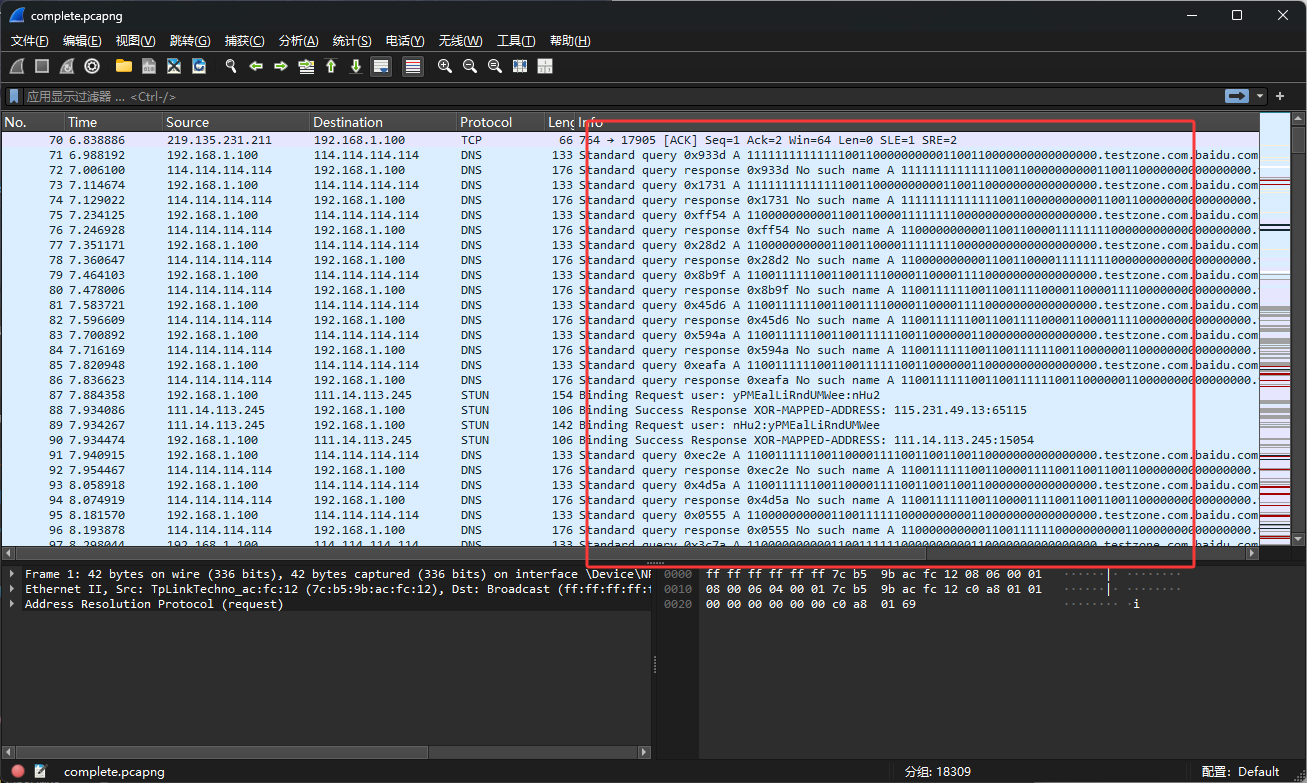 complete.pcapng
文件(F) 编辑(E) 视图(V) 跳转(G) 捕获(C) 分析(A) 统计(S) 电话(Y) 无线(W) 工具(T) 帮助(H)
应用显示过滤器 … <Ctrl-/>
No. Time Source Destination Protocol Leng Info
70 6.838886 219.135.231.211 192.168.1.100 TCP 66 764 → 17905 [ACK] Seq=1 Ack=2 Win=64 Len=0 SLE=1 SRE=2
71 6.988192 192.168.1.100 114.114.114.114 DNS 133 Standard query 0x933d A .testzone.com.baidu.com
72 7.006100 114.114.114.114 192.168.1.100 DNS 176 Standard query response 0x933d No such name A
73 7.114674 192.168.1.100 114.114.114.114 DNS 133 Standard query 0x1731 A .testzone.com.baidu.com
74 7.129022 114.114.114.114 192.168.1.100 DNS 176 Standard query response 0x1731 No such name A
75 7.234125 192.168.1.100 114.114.114.114 DNS 133 Standard query 0xff54 A .testzone.com.baidu.com
76 7.246928 114.114.114.114 192.168.1.100 DNS 176 Standard query response 0xff54 No such name A
77 7.351171 192.168.1.100 114.114.114.114 DNS 133 Standard query 0x28d2 A .testzone.com.baidu.com
78 7.360647 114.114.114.114 192.168.1.100 DNS 176 Standard query response 0x28d2 No such name A
79 7.464103 192.168.1.100 114.114.114.114 DNS 133 Standard query 0x8b9f A .testzone.com.baidu.com
80 7.478006 114.114.114.114 192.168.1.100 DNS 176 Standard query response 0x8b9f No such name A
81 7.583721 192.168.1.100 114.114.114.114 DNS 133 Standard query 0x45d6 A .testzone.com.baidu.com
82 7.596609 114.114.114.114 192.168.1.100 DNS 176 Standard query response 0x45d6 No such name A
83 7.700892 192.168.1.100 114.114.114.114 DNS 133 Standard query 0x594a A .testzone.com.baidu.com
84 7.716169 114.114.114.114 192.168.1.100 DNS 176 Standard query response 0x594a No such name A
85 7.820948 192.168.1.100 114.114.114.114 DNS 133 Standard query 0xeafa A .testzone.com.baidu.com
86 7.836623 114.114.114.114 192.168.1.100 DNS 176 Standard query response 0xeafa No such name A
87 7.884358 192.168.1.100 111.14.113.245 STUN 154 Binding Request user: yPMEalLiRndUMWee:nHu2
88 7.934086 111.14.113.245 192.168.1.100 STUN 106 Binding Success Response XOR-MAPPED-ADDRESS: 115.231.49.13:65115
89 7.934267 111.14.113.245 192.168.1.100 STUN 142 Binding Request user: nHu2:yPMEalLiRndUMWee
90 7.934474 192.168.1.100 111.14.113.245 STUN 106 Binding Success Response XOR-MAPPED-ADDRESS: 111.14.113.245:15054
91 7.940915 192.168.1.100 114.114.114.114 DNS 133 Standard query 0xec2e A .testzone.com.baidu.com
92 7.954467 114.114.114.114 192.168.1.100 DNS 176 Standard query response 0xec2e No such name A
93 8.058918 192.168.1.100 114.114.114.114 DNS 133 Standard query 0x4d5a A .testzone.com.baidu.com
94 8.074919 114.114.114.114 192.168.1.100 DNS 176 Standard query response 0x4d5a No such name A
95 8.181570 192.168.1.100 114.114.114.114 DNS 133 Standard query 0x0555 A .testzone.com.baidu.com
96 8.193878 114.114.114.114 192.168.1.100 DNS 176 Standard query response 0x0555 No such name A
97 8.298044 192.168.1.100 114.114.114.114 DNS 133 Standard query 0x3c7a A .testzone.com.baidu.com
Frame 1: 42 bytes on wire (336 bits), 42 bytes captured (336 bits) on interface \Device\NP
Ethernet II, Src: TpLinkTechno_ac:fc:12 (7c:b5:9b:ac:fc:12), Dst: Broadcast (ff:ff:ff:ff:f
Address Resolution Protocol (request)
0000 ff ff ff ff ff ff 7c b5 9b ac fc 12 08 06 00 01 ······|· ········
0010 08 00 06 04 00 01 7c b5 9b ac fc 12 c0 a8 01 01 ······|· ········
0020 00 00 00 00 00 00 c0 a8 01 69 ········ ·i
complete.pcapng
分组: 18309
配置: Default